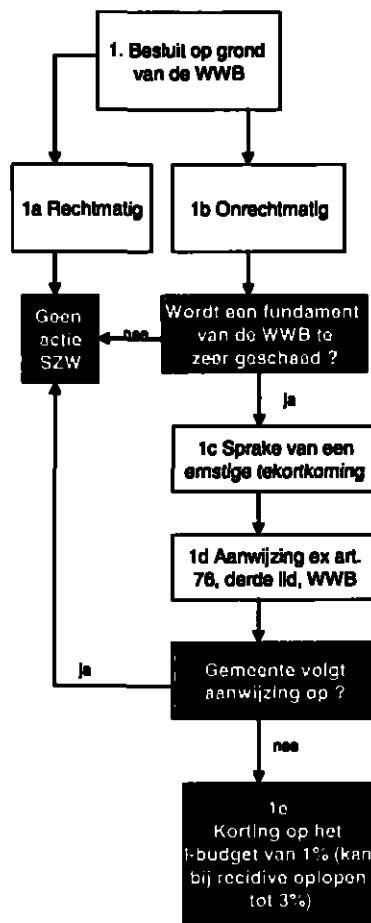 1. Besluit op grond
van de WWB
1a Rechtmatig
1b Onrechtmatig
Geen
actie
SZW
nee
Wordt een fundament
van de WWB te
zeer geschaad ?
ja
1c Sprake van een
ernstige tekortkoming
1d Aanwijzing ex art.
76, derde lid, WWB
ja
Gemeente volgt
aanwijzing op ?
nee
1e
Korting op het
I-budget van 1% (kan
bij recidive oplopen
tot 3%)